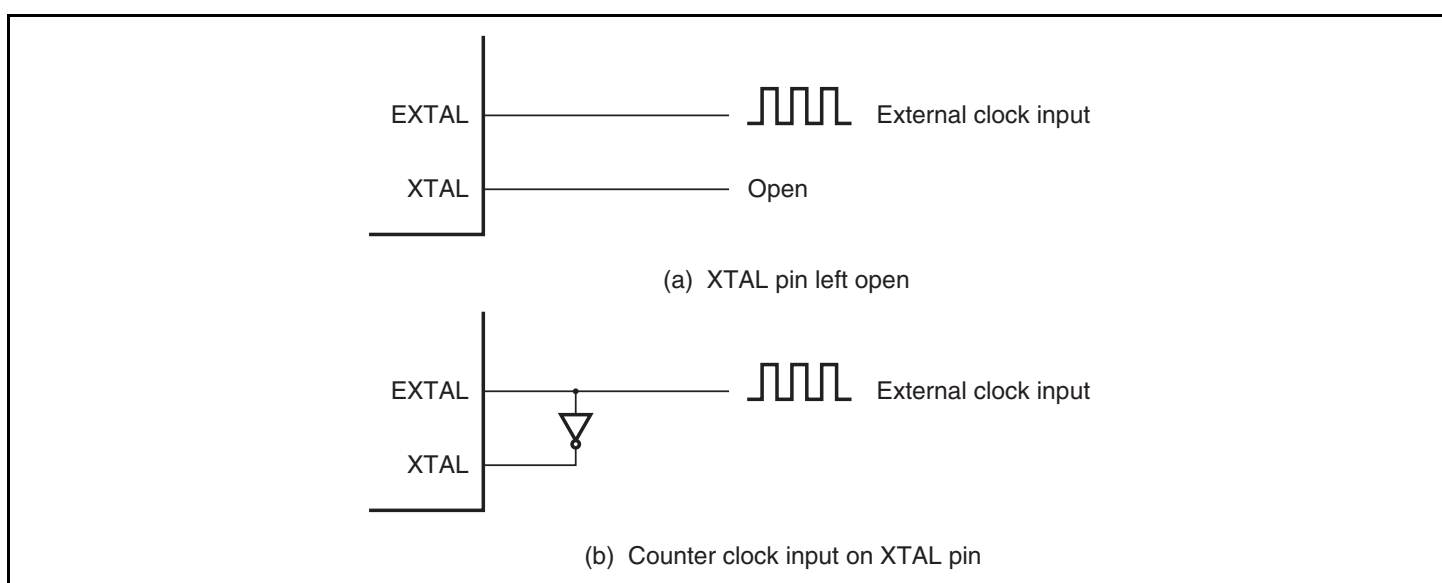 EXTAL External clock input
XTAL Open
(a) XTAL pin left open
EXTAL External clock input
XTAL
(b) Counter clock input on XTAL pin